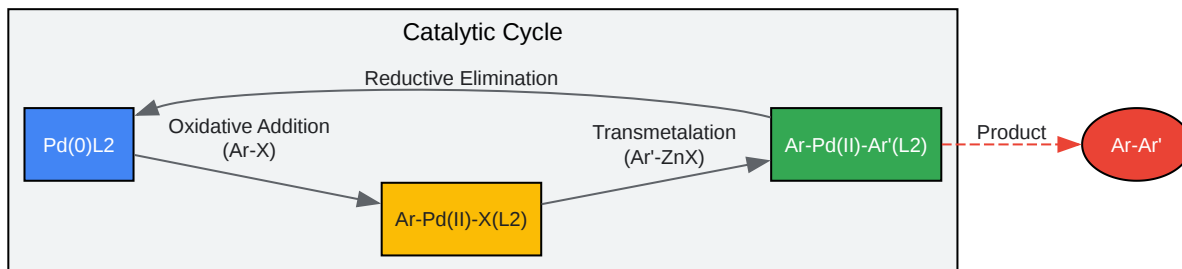 Catalytic Cycle
Reductive Elimination
Pd(0)L2
Oxidative Addition
(Ar-X)
Ar-Pd(II)-X(L2)
Transmetalation
(Ar'-ZnX)
Ar-Pd(II)-Ar'(L2)
Product
Ar-Ar'